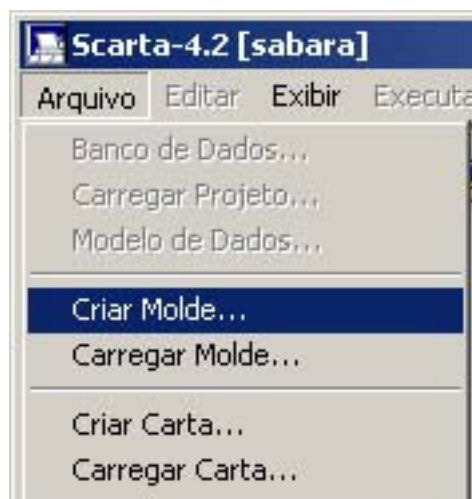 Scarta-4.2 [sabara]
Arquivo Editar Exibir Executa
Banco de Dados...
Carregar Projeto...
Modelo de Dados...
Criar Molde...
Carregar Molde...
Criar Carta...
Carregar Carta...